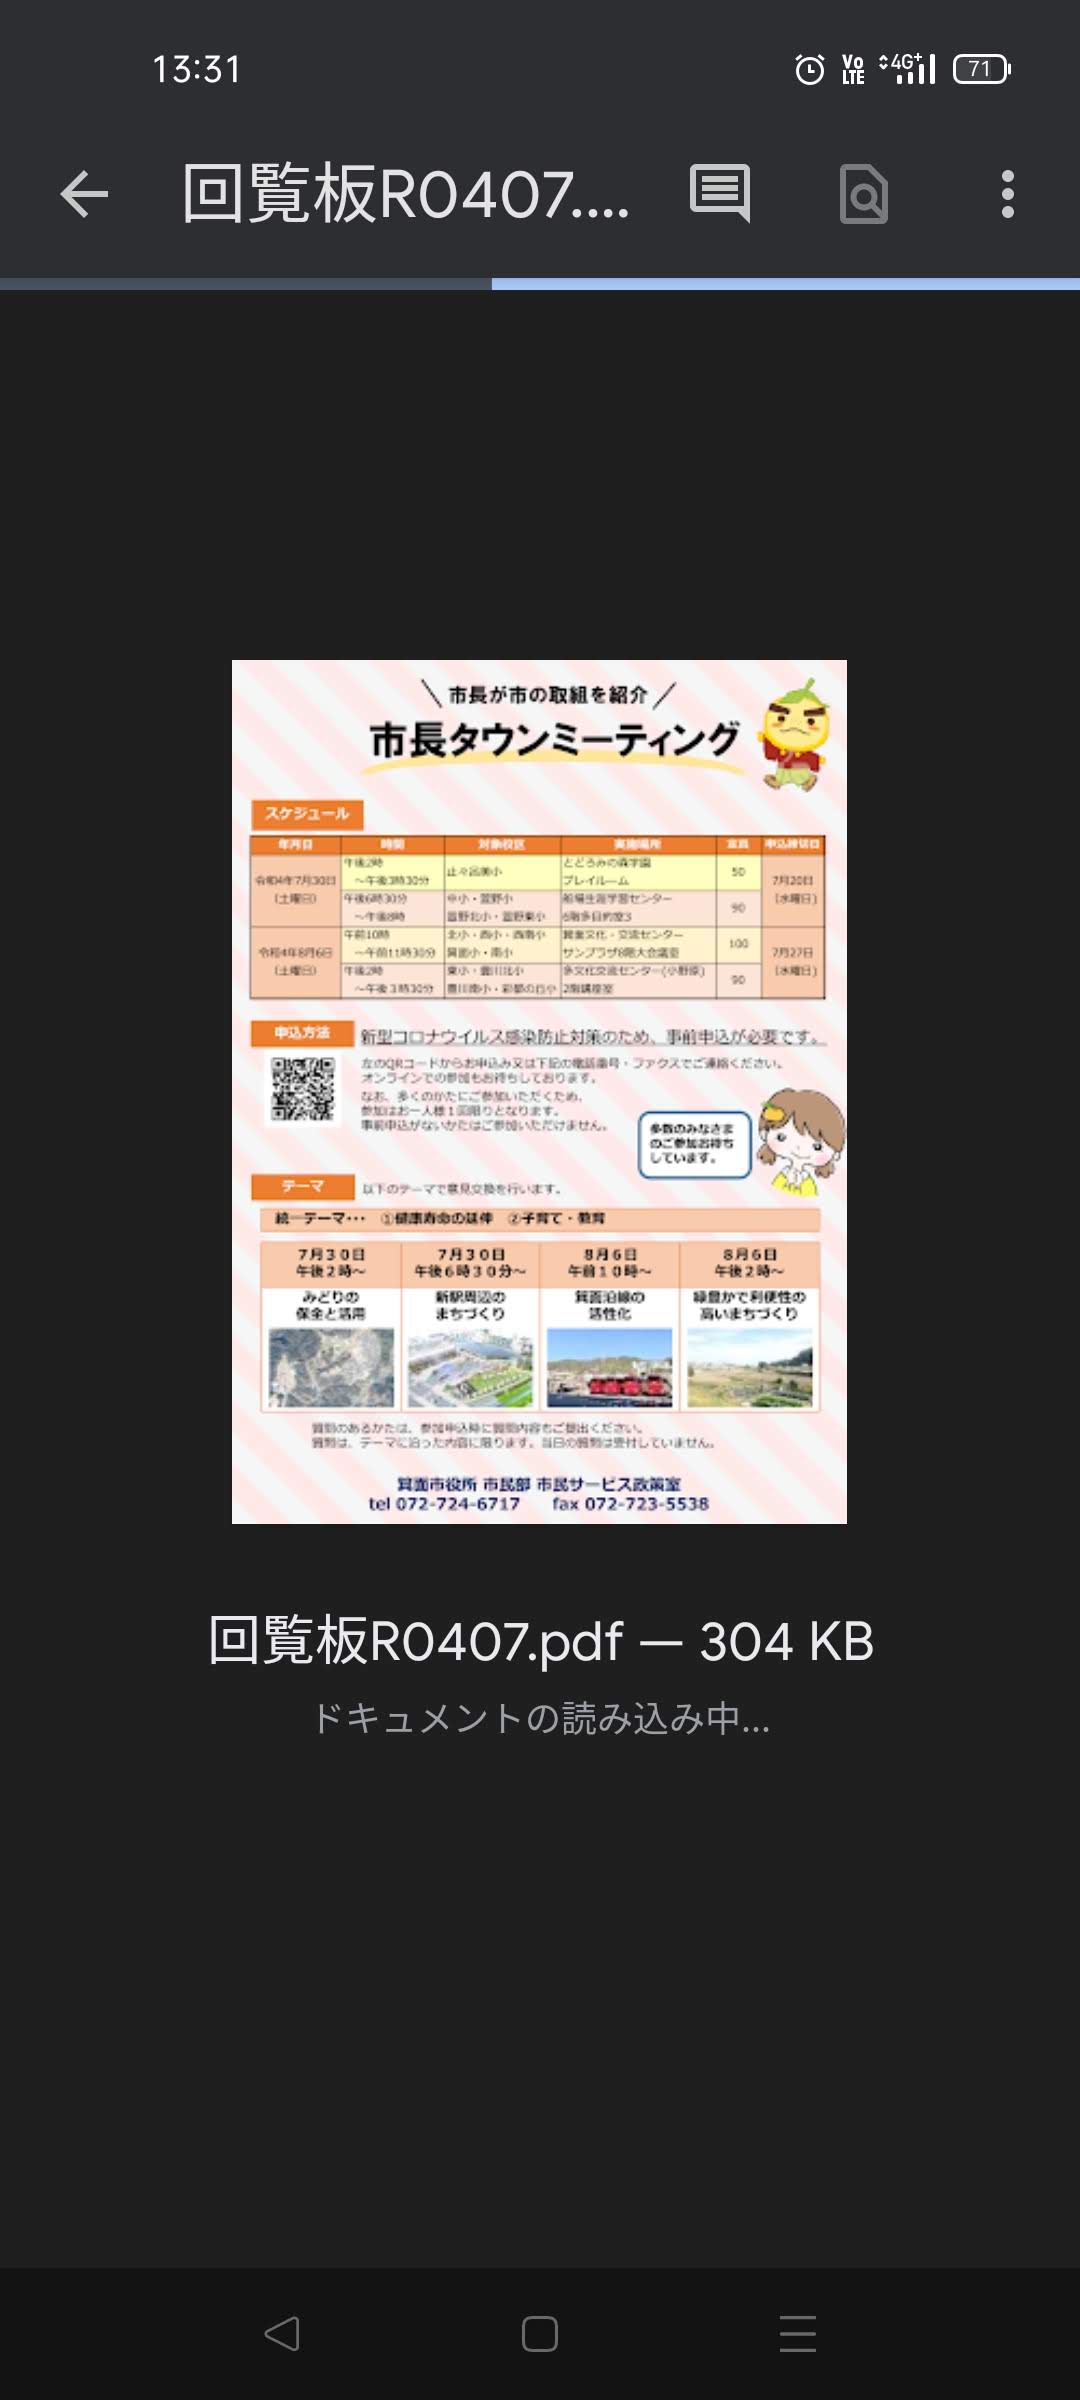 13:31
Vo LTE 4G+ 71
回覧板R0407....
市長が市の取組を紹介
市長タウンミーティング
スケジュール
年月日 時間 対象校区 実施場所 定員 申込締切日
令和4年7月30日（土曜日） 午後2時～午後3時30分 止々呂美小 とどろみの森学園 プレイルーム 50 7月20日（水曜日）
午後6時30分～午後8時 中小・萱野小 萱野北小・萱野東小 船場生涯学習センター 6階多目的室3 90
令和4年8月6日（土曜日） 午前10時～午前11時30分 北小・西小・西南小 箕面小・南小 箕面文化・交流センター サンプラザ8階大会議室 100 7月27日（水曜日）
午後2時～午後３時30分 東小・豊川北小 豊川南小・彩都の丘小 多文化交流センター(小野原) 2階講座室 90
申込方法 新型コロナウイルス感染防止対策のため、事前申込が必要です。
左のQRコードからお申込み又は下記の電話番号・ファクスでご連絡ください。
オンラインでの参加もお待ちしております。
なお、多くのかたにご参加いただくため、
参加はお一人様１回限りとなります。
事前申込がないかたはご参加いただけません。
多数のみなさま
のご参加お待ち
しています。
テーマ 以下のテーマで意見交換を行います。
統一テーマ・・・ ①健康寿命の延伸 ②子育て・教育
７月３０日 ７月３０日 ８月６日 ８月６日
午後２時～ 午後６時３０分～ 午前１０時～ 午後２時～
みどりの 新駅周辺の 箕面沿線の 緑豊かで利便性の
保全と活用 まちづくり 活性化 高いまちづくり
質問のあるかたは、参加申込時に質問内容もご提出ください。
質問は、テーマに沿った内容に限ります。当日の質問は受付していません。
箕面市役所 市民部 市民サービス政策室
tel 072-724-6717 fax 072-723-5538
回覧板R0407.pdf — 304 KB
ドキュメントの読み込み中...